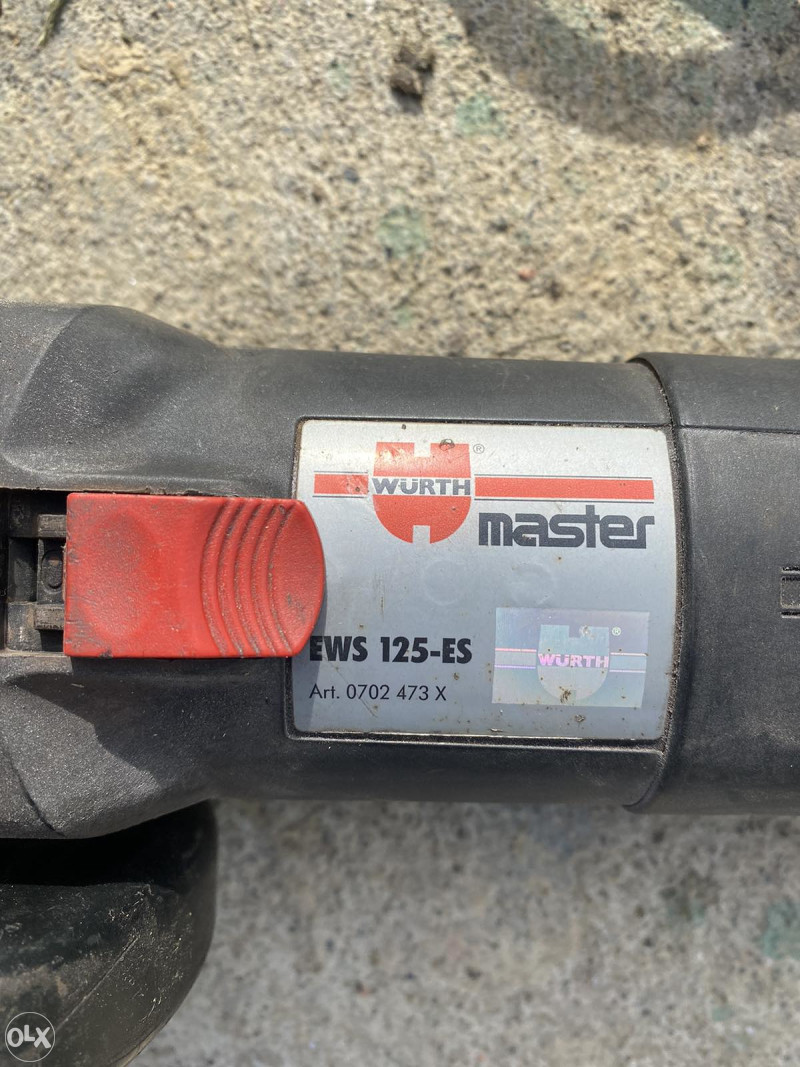 WÜRTH ®
master
EWS 125-ES
Art. 0702 473 X
WÜRTH ®
OLX